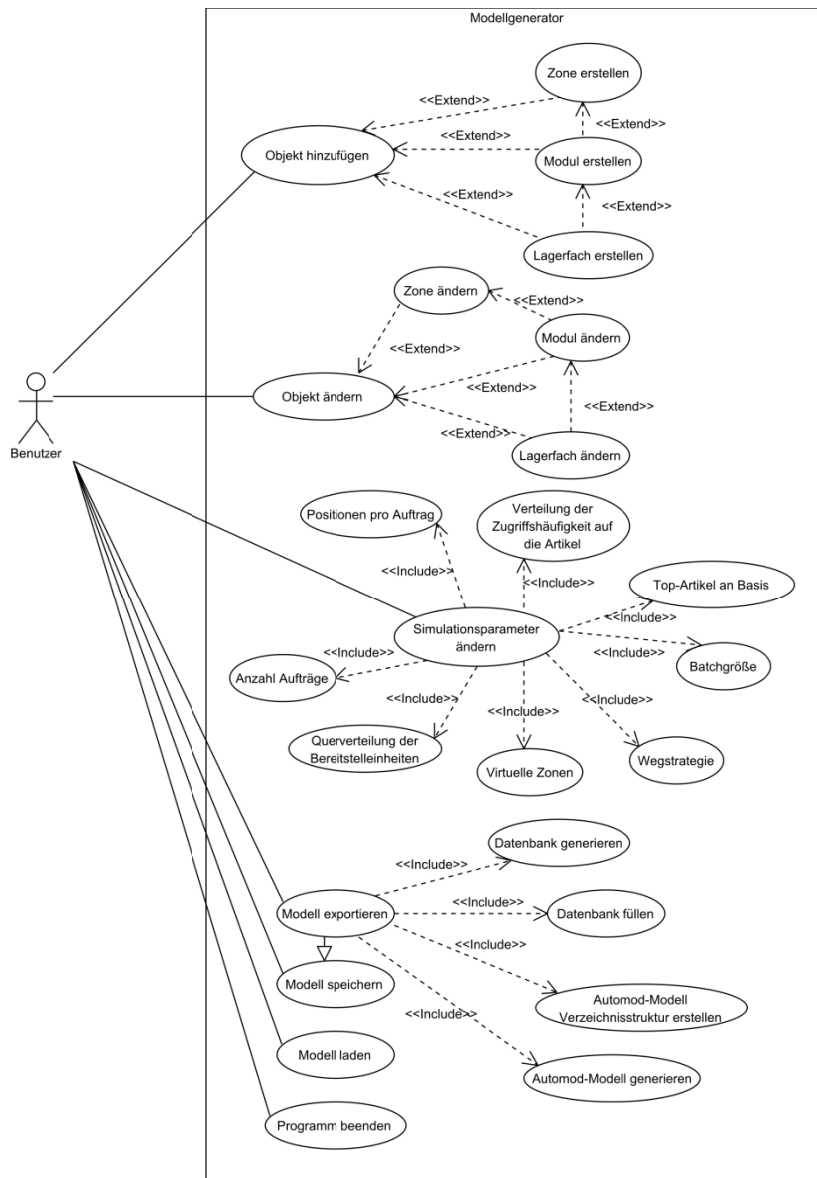 Modellgenerator
Zone erstellen
<<Extend>>
<<Extend>>
<<Extend>>
Objekt hinzufügen
Modul erstellen
<<Extend>>
<<Extend>>
Lagerfach erstellen
Zone ändern
<<Extend>>
Modul ändern
<<Extend>>
<<Extend>>
Objekt ändern
<<Extend>>
<<Extend>>
Lagerfach ändern
Benutzer
Positionen pro Auftrag
Verteilung der
Zugriffshäufigkeit auf
die Artikel
<<Include>>
<<Include>>
Top-Artikel an Basis
<<Include>>
Simulationsparameter
ändern
<<Include>>
<<Include>>
Batchgröße
Anzahl Aufträge
<<Include>>
<<Include>>
<<Include>>
Querverteilung der
Bereitstelleinheiten
Virtuelle Zonen
Wegstrategie
Datenbank generieren
<<Include>>
Modell exportieren
<<Include>>
Datenbank füllen
<<Include>>
Modell speichern
Automod-Modell
Verzeichnisstruktur erstellen
<<Include>>
Modell laden
Automod-Modell generieren
Programm beenden